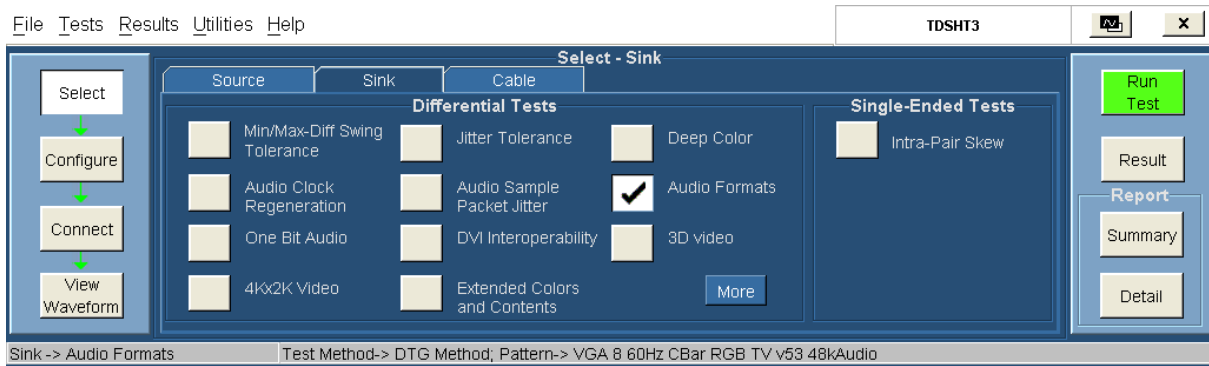 File Tests Results Utilities Help
TDSHT3
x
Select - Sink
Select
Source Sink Cable
Run
Test
Differential Tests
Single-Ended Tests
Min/Max-Diff Swing
Tolerance
Jitter Tolerance
Deep Color
Intra-Pair Skew
Configure
Result
Audio Clock
Regeneration
Audio Sample
Packet Jitter
Audio Formats
Report
Connect
One Bit Audio
DVI Interoperability
3D video
Summary
View
Waveform
4Kx2K Video
Extended Colors
and Contents
More
Detail
Sink -> Audio Formats
Test Method-> DTG Method; Pattern-> VGA 8 60Hz CBar RGB TV v53 48kAudio